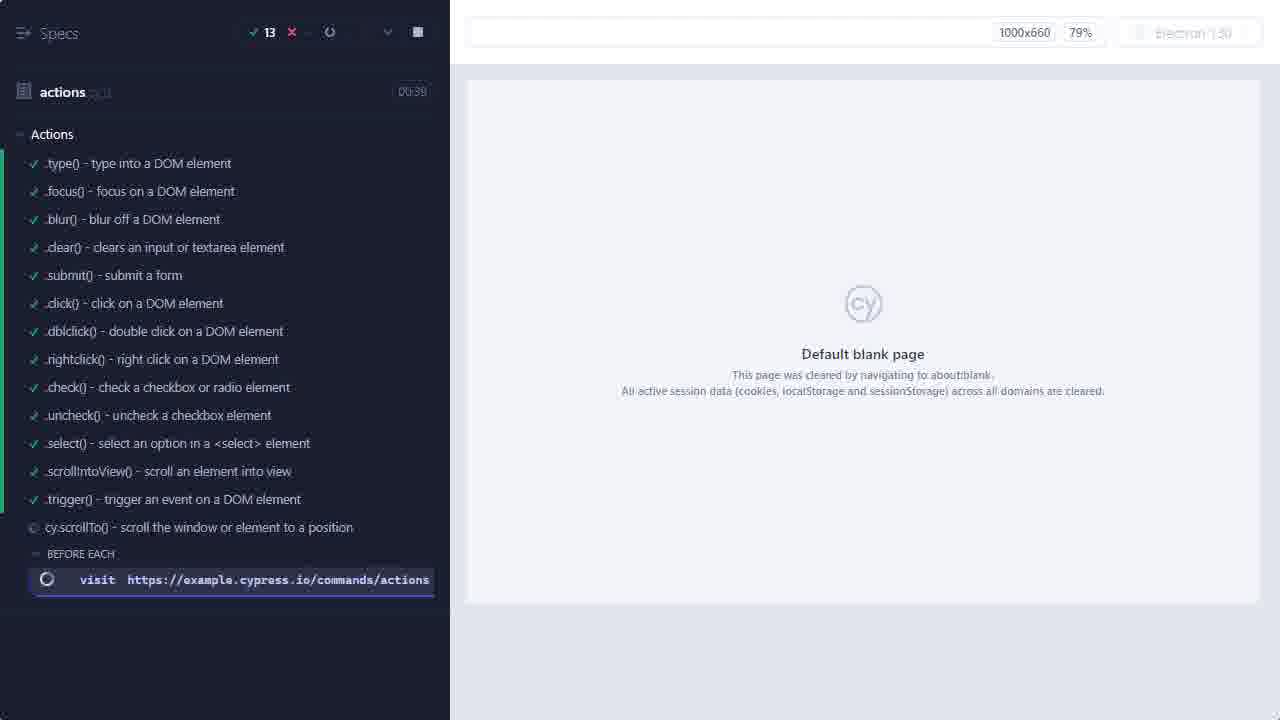 Specs
13
1000x660
79%
Electron 130
actions.cy.js
00:39
Actions
.type() - type into a DOM element
.focus() - focus on a DOM element
.blur() - blur off a DOM element
.clear() - clears an input or textarea element
.submit() - submit a form
.click() - click on a DOM element
.dblclick() - double click on a DOM element
.rightclick() - right click on a DOM element
.check() - check a checkbox or radio element
.uncheck() - uncheck a checkbox element
.select() - select an option in a <select> element
.scrollIntoView() - scroll an element into view
.trigger() - trigger an event on a DOM element
cy.scrollTo() - scroll the window or element to a position
BEFORE EACH
visit https://example.cypress.io/commands/actions
cy
Default blank page
This page was cleared by navigating to about:blank.
All active session data (cookies, localStorage and sessionStorage) across all domains are cleared.